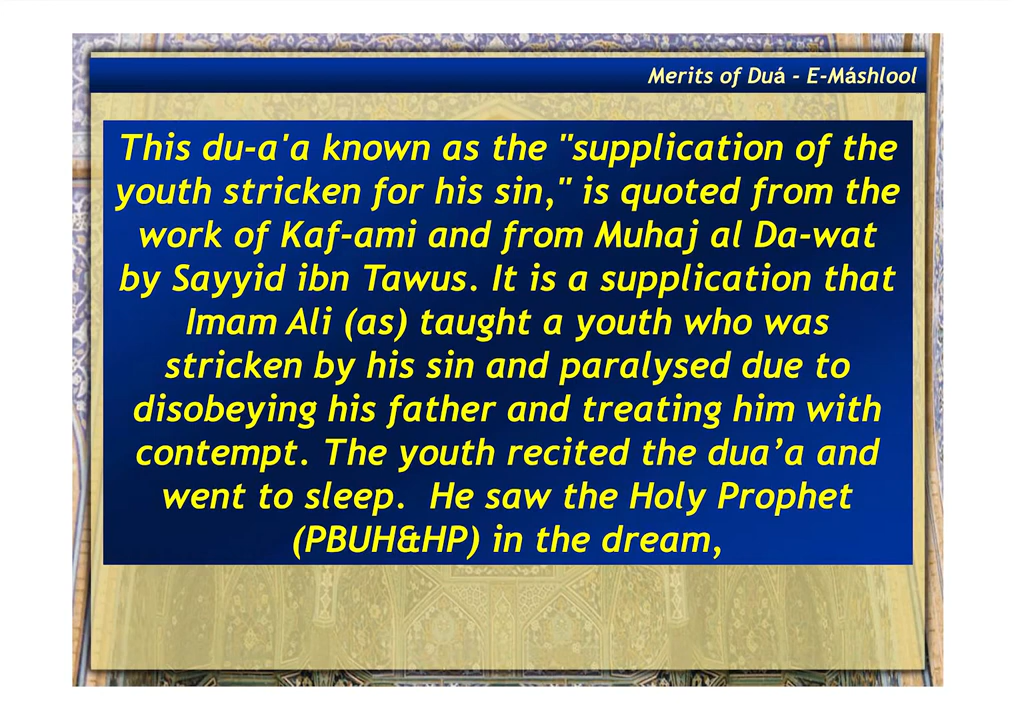 Merits of Duá - E-Máshlool
This du-a'a known as the "supplication of the
youth stricken for his sin," is quoted from the
work of Kaf-ami and from Muhaj al Da-wat
by Sayyid ibn Tawus. It is a supplication that
Imam Ali (as) taught a youth who was
stricken by his sin and paralysed due to
disobeying his father and treating him with
contempt. The youth recited the dua’a and
went to sleep.  He saw the Holy Prophet
(PBUH&HP) in the dream,